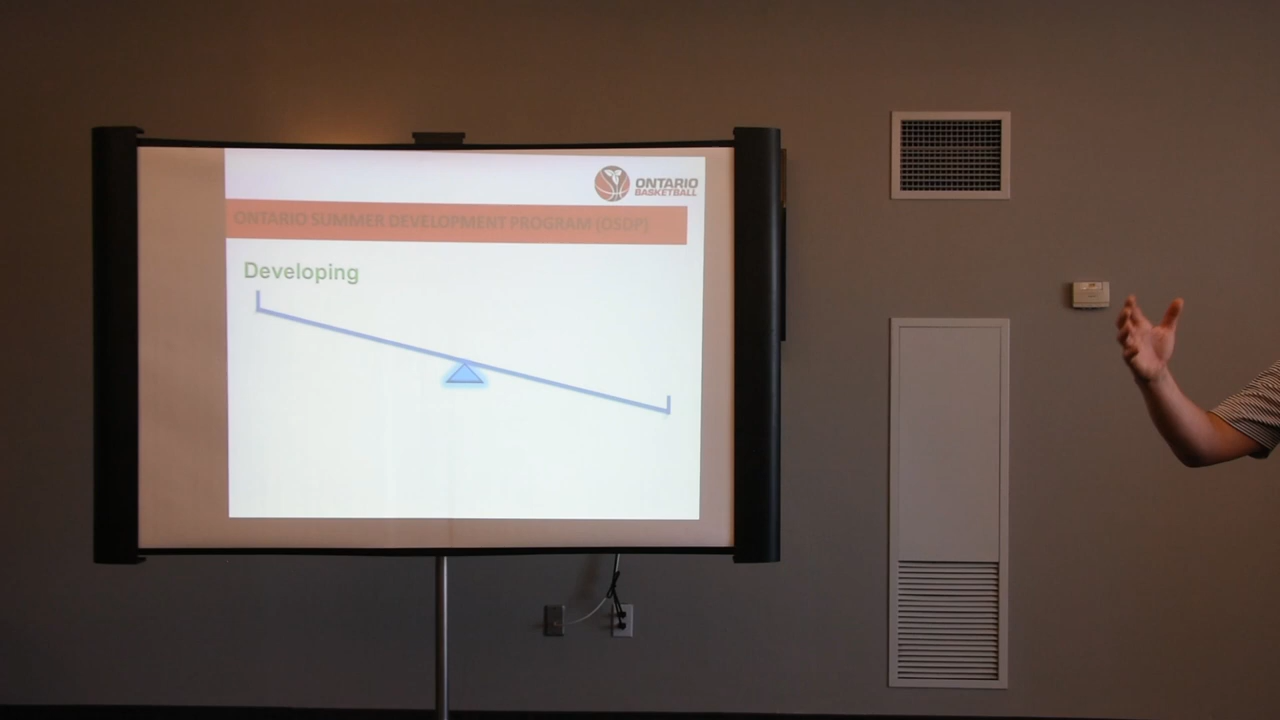 ONTARIO
BASKETBALL
ONTARIO SUMMER DEVELOPMENT PROGRAM (OSDP)
Developing